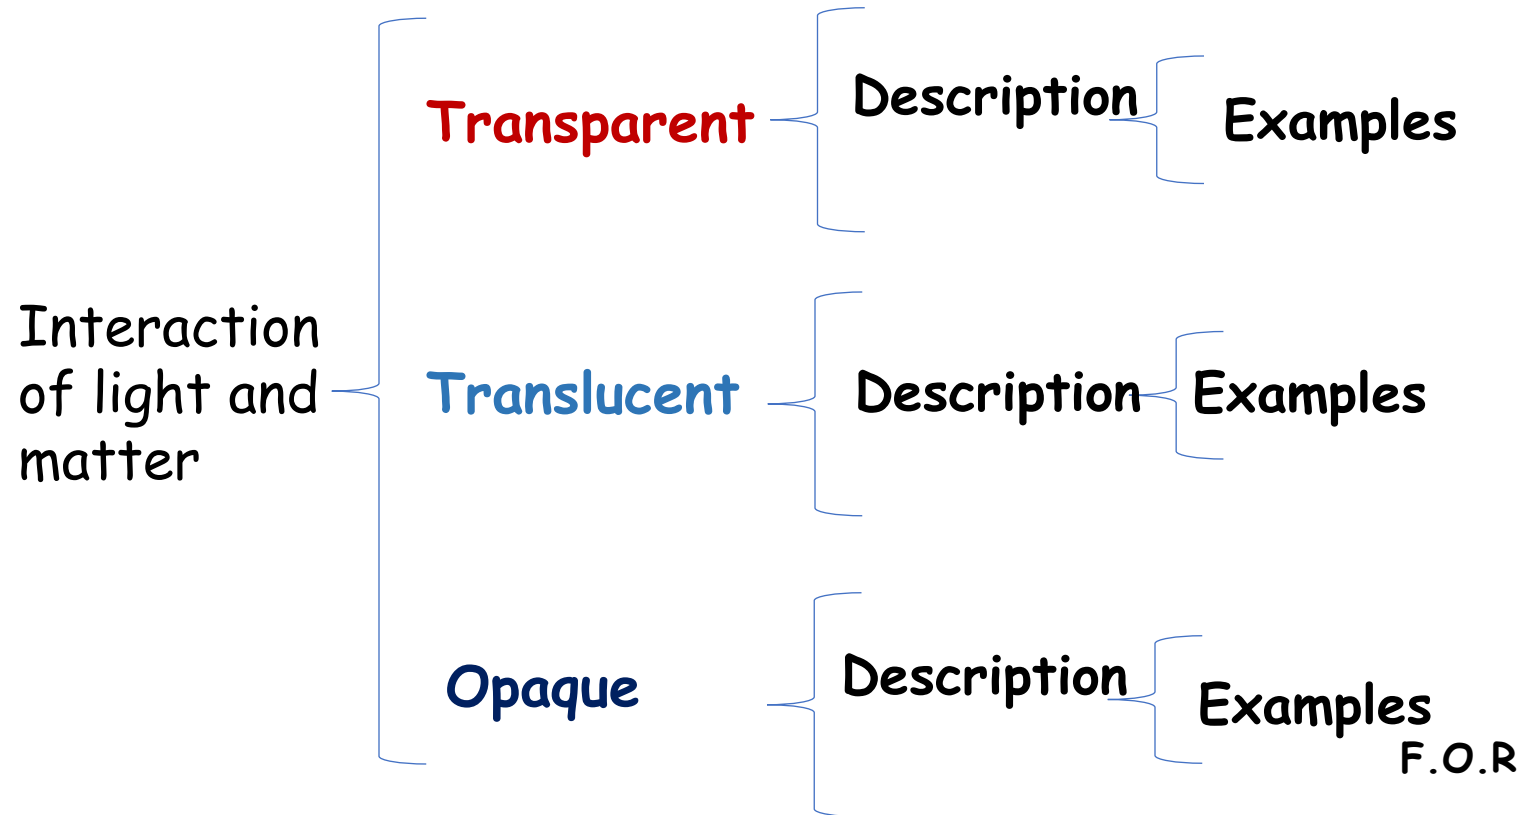 Transparent
Description
Examples
Interaction
of light and
matter
Translucent
Description
Examples
Opaque
Description
Examples
F.O.R